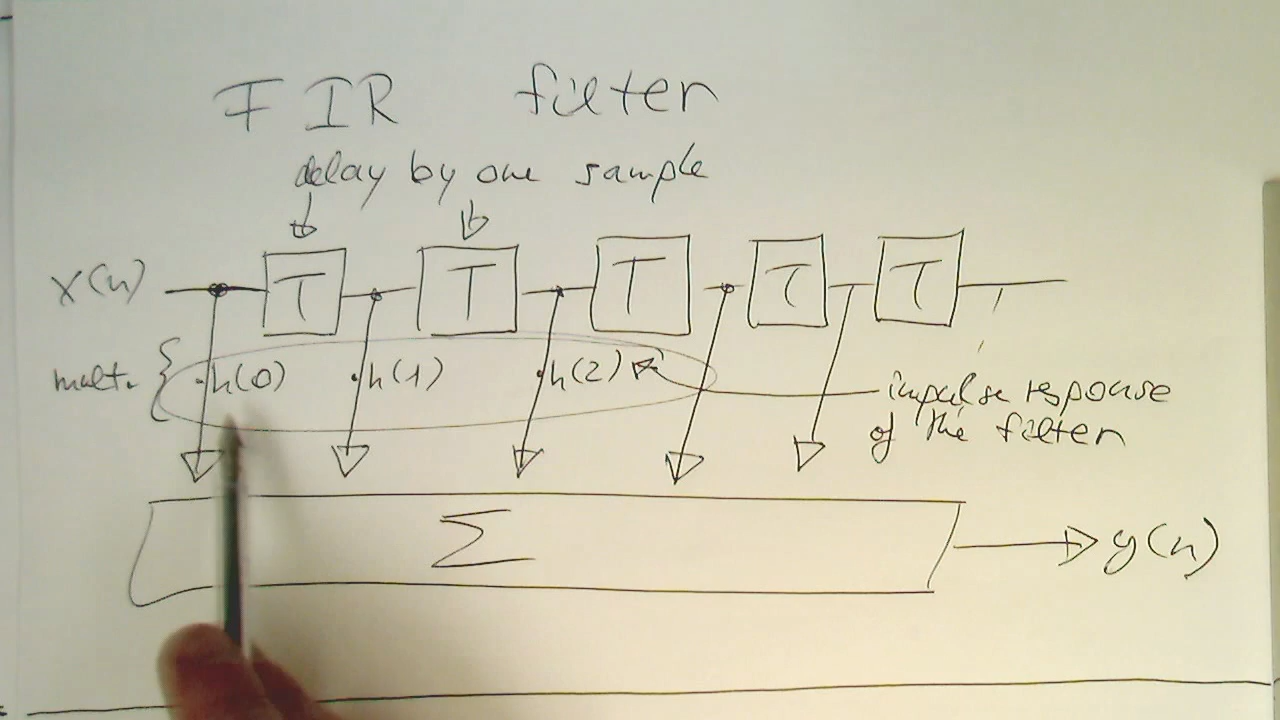 FIR filter
delay by one sample
x(n) T T T T T
mult. { h(0) h(1) h(2) impulse response
of the filter
Σ y(n)